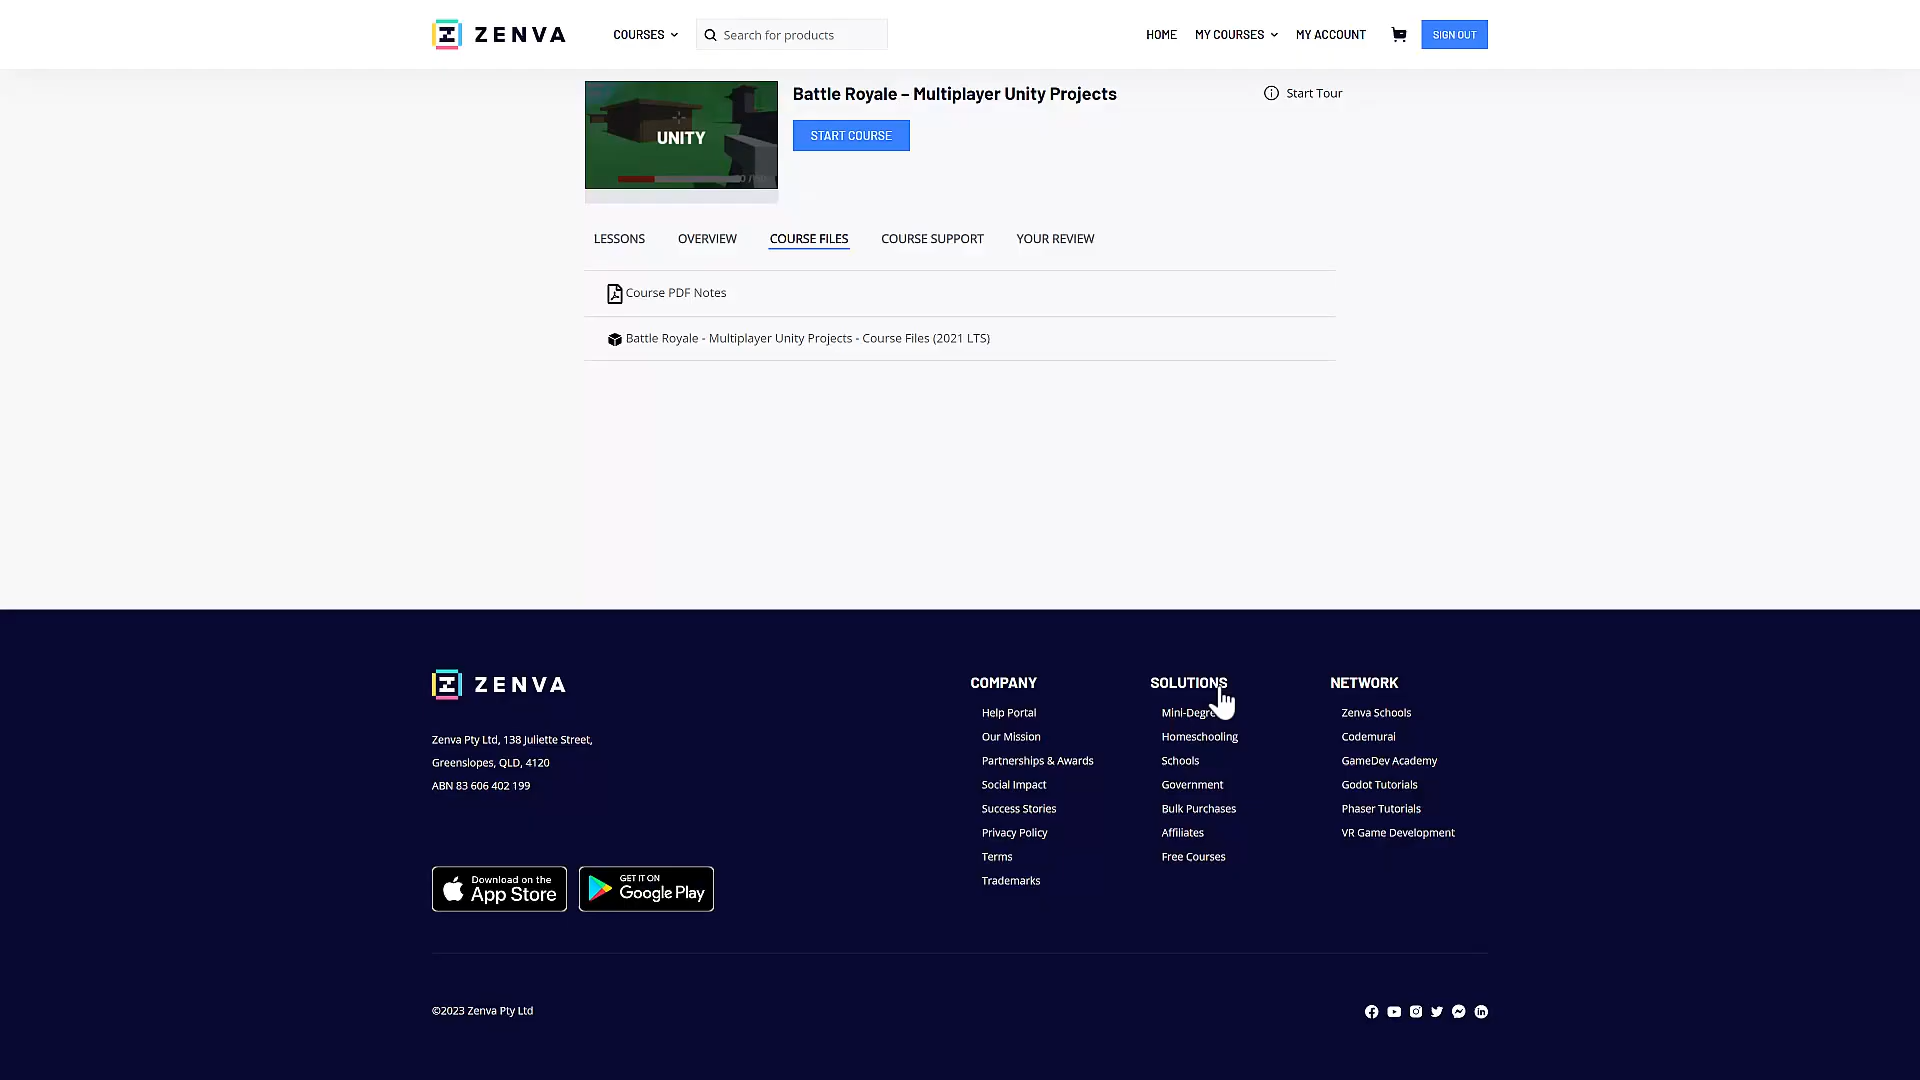 ZENVA
COURSES
Search for products
HOME
MY COURSES
MY ACCOUNT
SIGN OUT
UNITY
Battle Royale – Multiplayer Unity Projects
Start Tour
START COURSE
LESSONS
OVERVIEW
COURSE FILES
COURSE SUPPORT
YOUR REVIEW
Course PDF Notes
Battle Royale - Multiplayer Unity Projects - Course Files (2021 LTS)
ZENVA
Zenva Pty Ltd, 138 Juliette Street,
Greenslopes, QLD, 4120
ABN 83 606 402 199
Download on the
App Store
GET IT ON
Google Play
COMPANY
Help Portal
Our Mission
Partnerships & Awards
Social Impact
Success Stories
Privacy Policy
Terms
Trademarks
SOLUTIONS
Homeschooling
Schools
Government
Bulk Purchases
Affiliates
Free Courses
NETWORK
Zenva Schools
Codemural
GameDev Academy
Godot Tutorials
Phaser Tutorials
VR Game Development
©2023 Zenva Pty Ltd